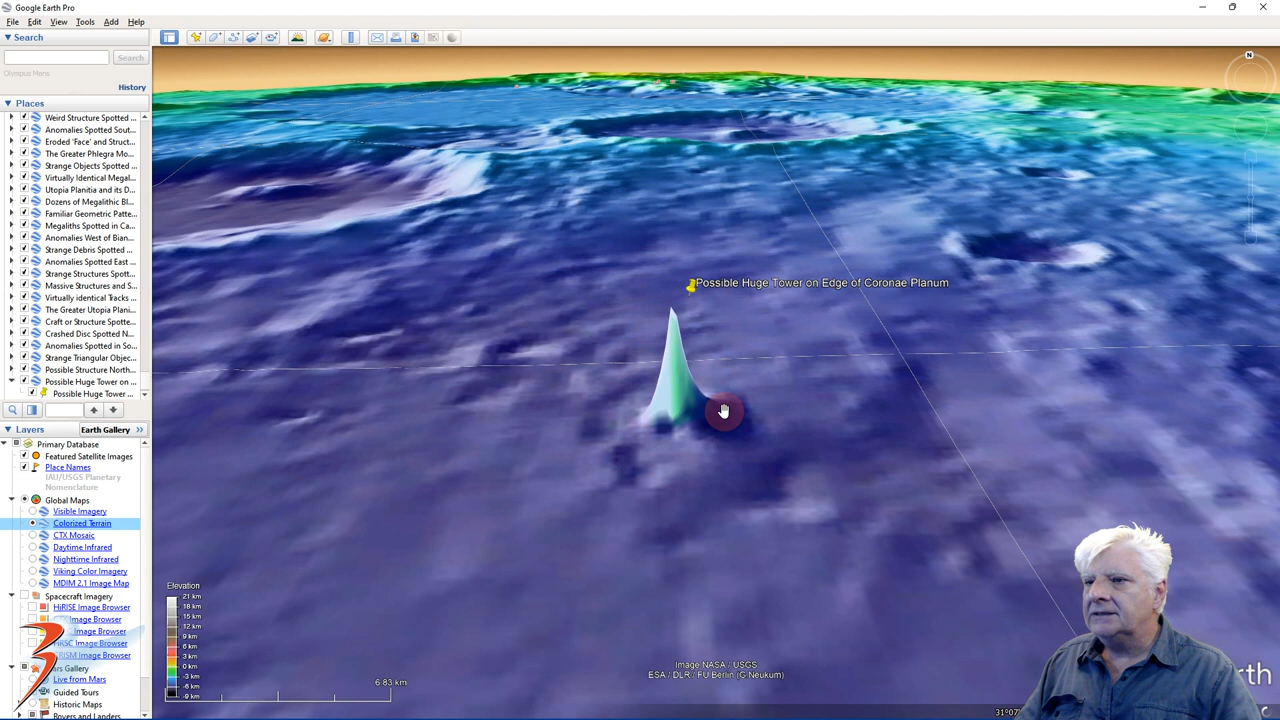 Google Earth Pro
File Edit View Tools Add Help
Search
Search
Olympus Mons
History
Places
Weird Structure Spotted ...
Anomalies Spotted Sout...
Eroded 'Face' and Struct...
The Greater Phlegra Mo...
Strange Objects Spotted ...
Virtually Identical Megal...
Utopia Planitia and its D...
Dozens of Megalithic Bl...
Familiar Geometric Patte...
Megaliths Spotted in Ca...
Anomalies West of Bian...
Strange Debris Spotted ...
Anomalies Spotted East ...
Strange Structures Spott...
Massive Structures and S...
Virtually identical Tracks ...
The Greater Utopia Plani...
Craft or Structure Spotte...
Crashed Disc Spotted N...
Anomalies Spotted in So...
Strange Triangular Objec...
Possible Structure North...
Possible Huge Tower on ...
Possible Huge Tower ...
Layers
Earth Gallery >>
Primary Database
Featured Satellite Images
Place Names
IAU/USGS Planetary
Nomenclature
Global Maps
Visible Imagery
Colorized Terrain
CTX Mosaic
Daytime Infrared
Nighttime Infrared
Viking Color Imagery
MDIM 2.1 Image Map
Spacecraft Imagery
HiRISE Image Browser
Image Browser
Image Browser
HRSC Image Browser
CRISM Image Browser
Gallery
Live from Mars
Guided Tours
Historic Maps
Rovers and Landers
N
Possible Huge Tower on Edge of Coronae Planum
Elevation
21 km
18 km
15 km
12 km
9 km
6 km
3 km
0 km
-3 km
-6 km
-9 km
6.83 km
Image NASA / USGS
ESA / DLR / FU Berlin (G.Neukum)
31°07